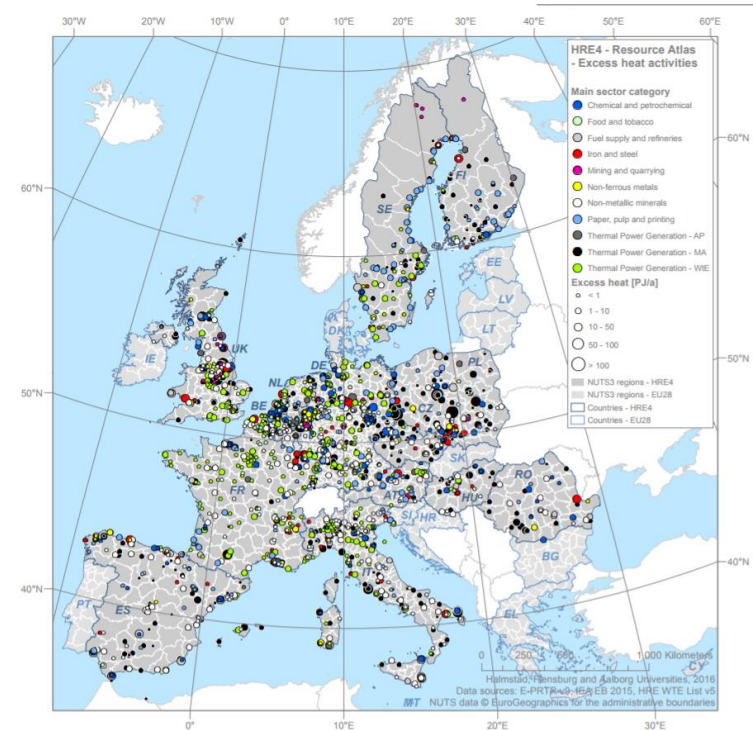 30°W 20°W 10°W 0° 10°E 20°E 30°E 40°E 50°E 60°E
HRE4 - Resource Atlas
- Excess heat activities
Main sector category
Chemical and petrochemical
Food and tobacco
Fuel supply and refineries
Iron and steel
Mining and quarrying
Non-ferrous metals
Non-metallic minerals
Paper, pulp and printing
Thermal Power Generation - AP
Thermal Power Generation - MA
Thermal Power Generation - WtE
Excess heat [PJ/a]
< 1
1 - 10
10 - 50
50 - 100
> 100
NUTS3 regions - HRE4
NUTS3 regions - EU28
Countries - HRE4
Countries - EU28
60°N
60°N
FI
SE
EE
LV
LT
DK
IE
UK
50°N
50°N
DE
PL
NL
BE
CZ
SK
FR
AT
HU
RO
SI
HR
BG
40°N
40°N
PT
ES
IT
EL
CY
MT
0 250 500 1,000 Kilometers
Halmstad, Flensburg and Aalborg Universities, 2016
Data sources: E-PRTR v9, IEA EB 2015, HRE WTE List v5
NUTS data © EuroGeographics for the administrative boundaries
0° 10°E 20°E 30°E